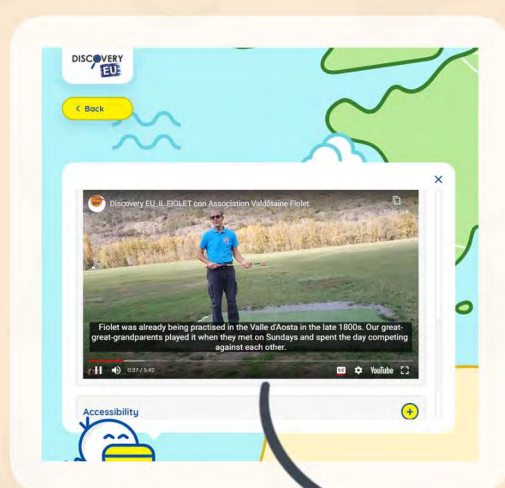 DISCOVERY
EU
< Back
Discovery EU_IL FIOLET con Association Valdôtaine Fiolet
Fiolet was already being practised in the Valle d'Aosta in the late 1800s. Our great-
great-grandparents played it when they met on Sundays and spent the day competing
against each other.
0:37 / 5:42
YouTube
Accessibility